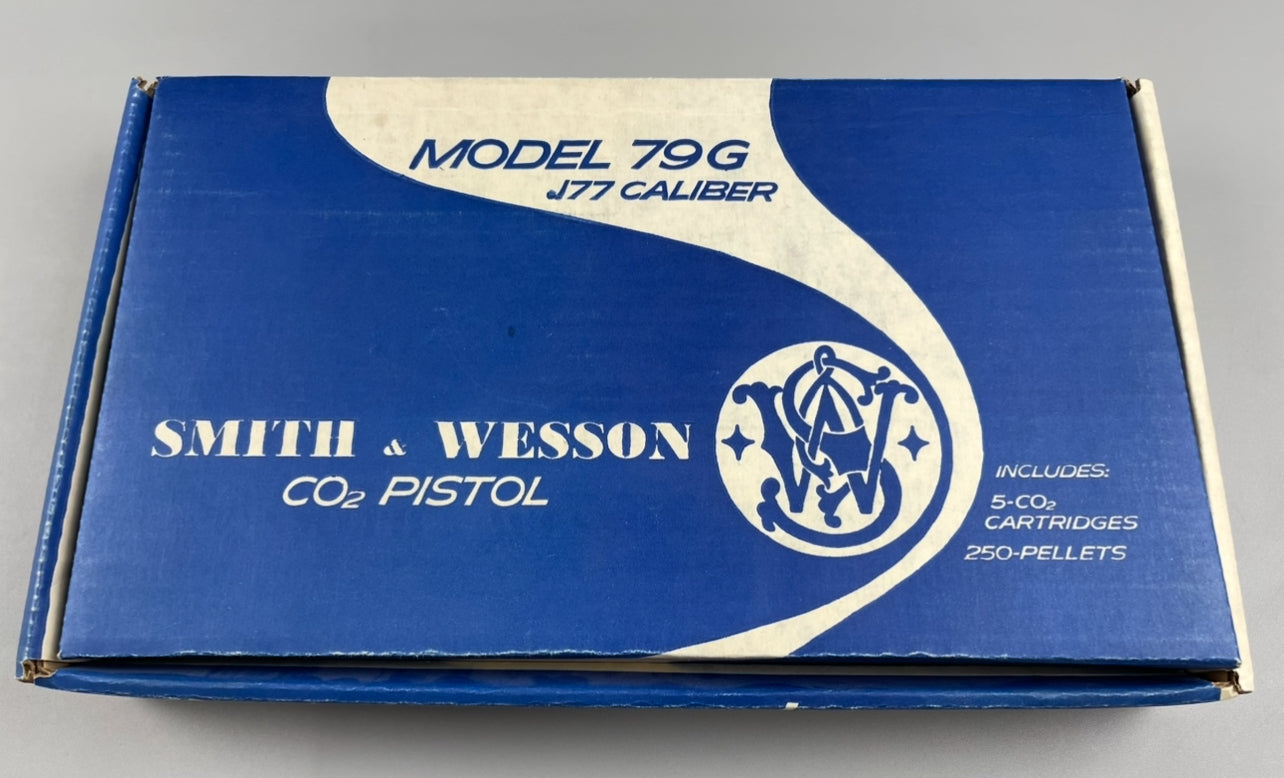 MODEL 79G
.177 CALIBER
SMITH & WESSON
CO₂ PISTOL
INCLUDES:
5-CO₂
CARTRIDGES
250-PELLETS